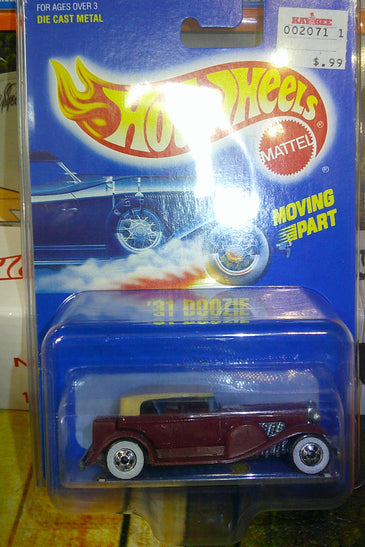 FOR AGES OVER 3
DIE CAST METAL
KAY·BEE
002071 1
$.99
Hot Wheels
®
MATTEL
®
MOVING
PART
'31 DOOZIE